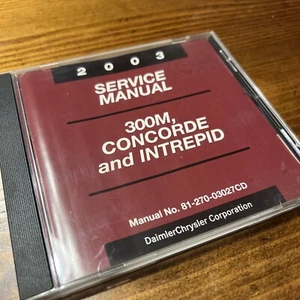 2003
SERVICE
MANUAL
300M,
CONCORDE
and INTREPID
Manual No. 81-270-03027CD
DaimlerChrysler Corporation